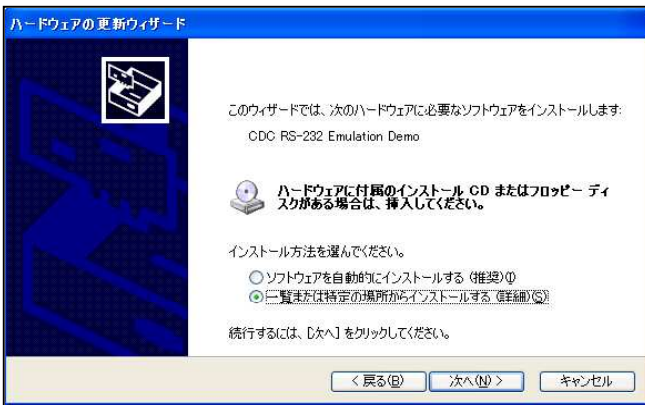 ハードウェアの更新ウィザード
このウィザードでは、次のハードウェアに必要なソフトウェアをインストールします:
CDC RS-232 Emulation Demo
ハードウェアに付属のインストール CD またはフロッピー ディ
スクがある場合は、挿入してください。
インストール方法を選んでください。
ソフトウェアを自動的にインストールする (推奨)(I)
一覧または特定の場所からインストールする (詳細)(S)
続行するには、[次へ] をクリックしてください。
< 戻る(B) 次へ(N) > キャンセル